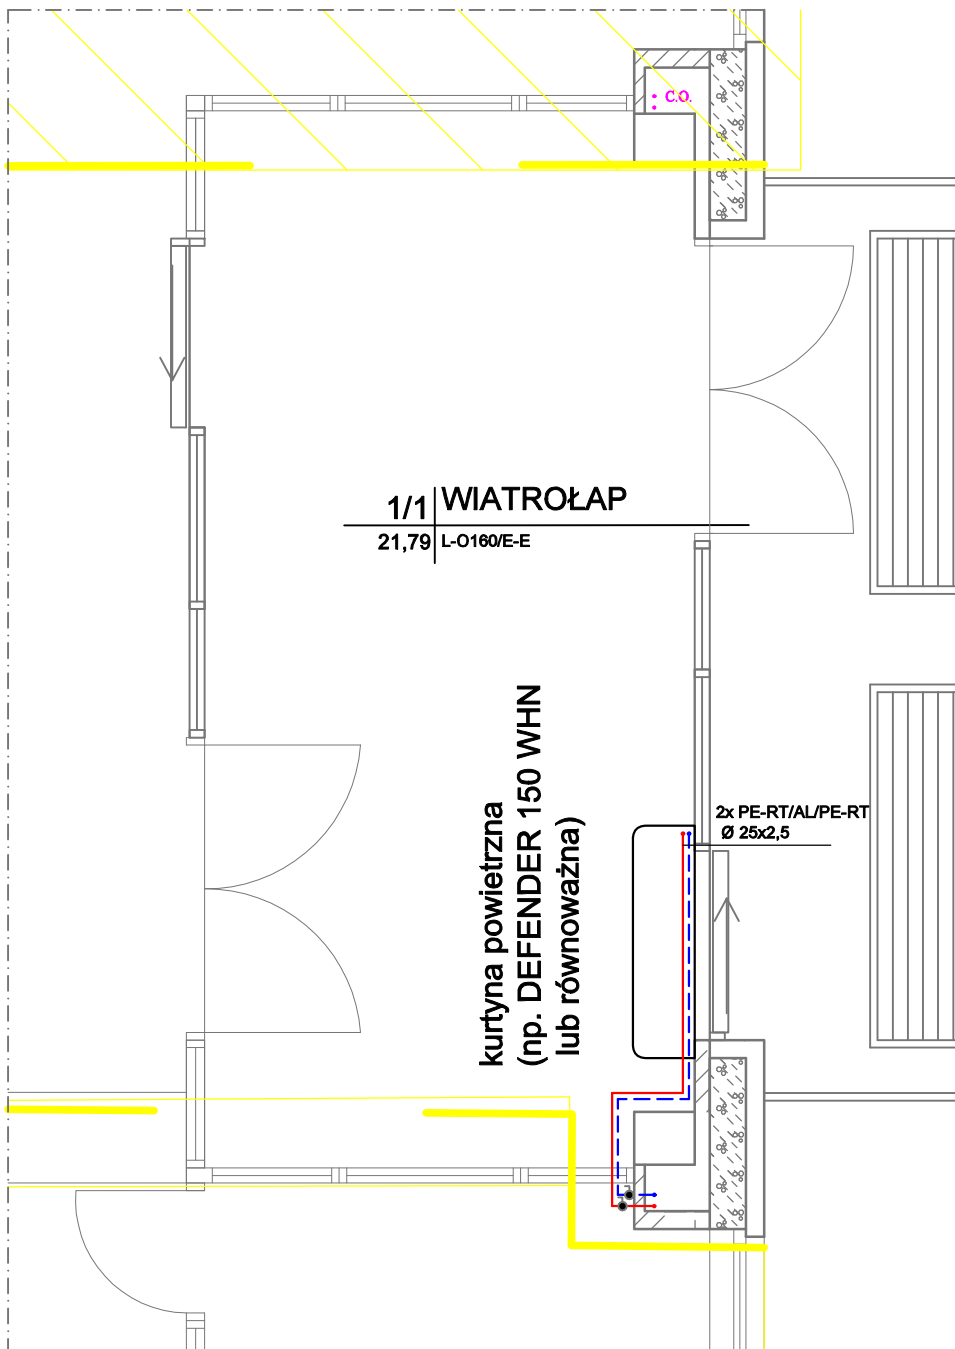 C.O.
1/1 WIATROŁAP
21,79 L-O160/E-E
kurtyna powietrzna
(np. DEFENDER 150 WHN
lub równoważna)
2x PE-RT/AL/PE-RT
Ø 25x2,5